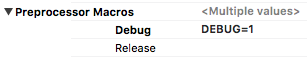 Preprocessor Macros <Multiple values>
Debug DEBUG=1
Release